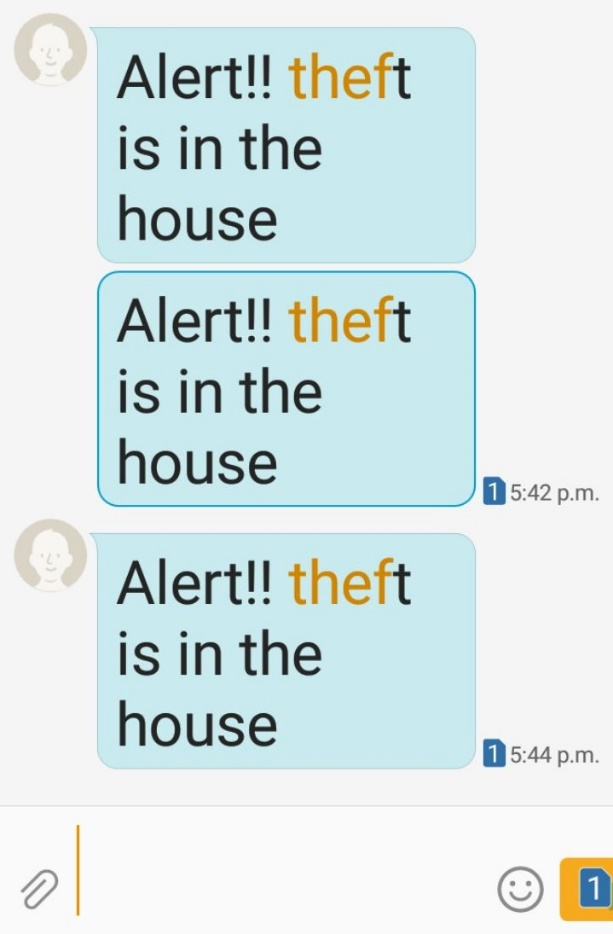 Alert!! theft
is in the
house
Alert!! theft
is in the
house
1 5:42 p.m.
Alert!! theft
is in the
house
1 5:44 p.m.
1